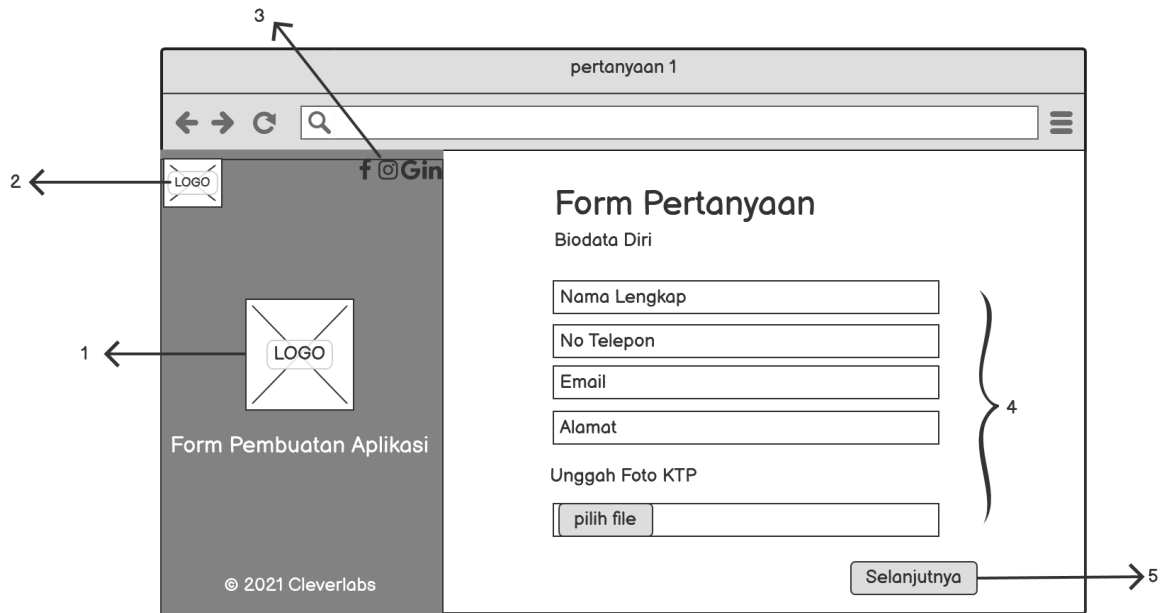 3
pertanyaan 1
2
LOGO
f G in
Form Pertanyaan
Biodata Diri
Nama Lengkap
No Telepon
Email
Alamat
4
1
LOGO
Form Pembuatan Aplikasi
Unggah Foto KTP
pilih file
© 2021 Cleverlabs
Selanjutnya
5